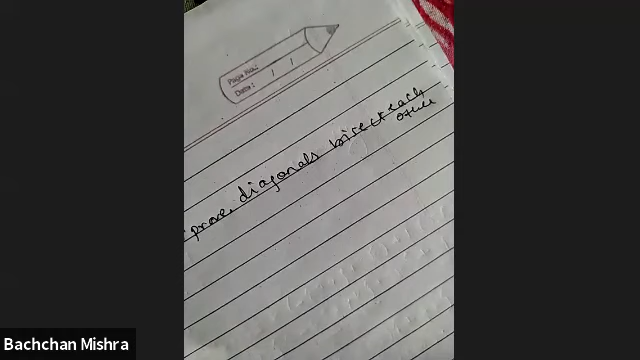 Page No.:
Date:
prove, diagonals bisect each
other
Bachchan Mishra